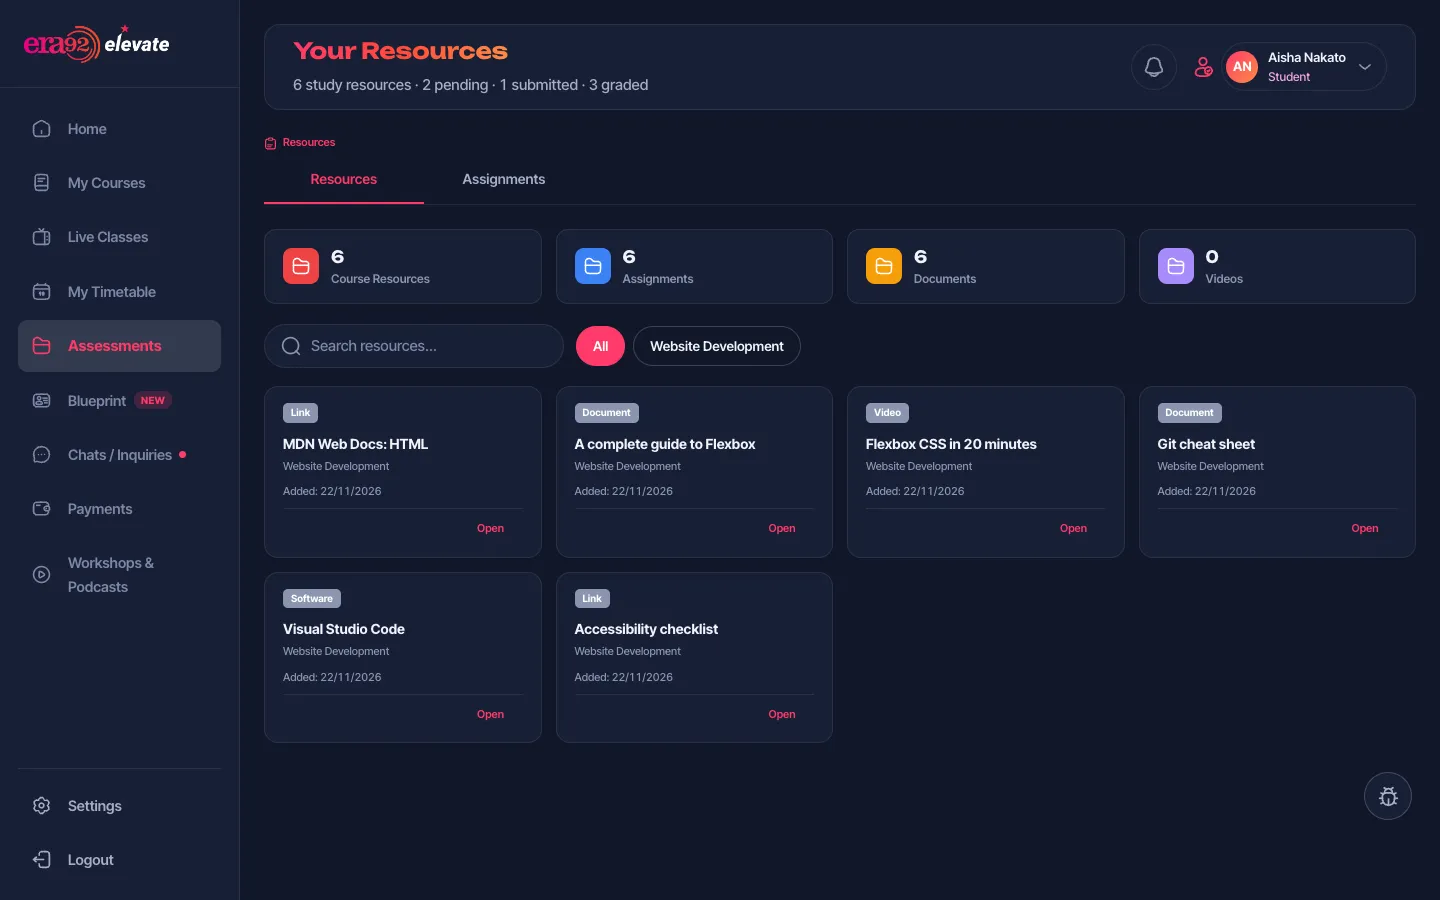 era92 elevate
Home
My Courses
Live Classes
My Timetable
Assessments
Blueprint NEW
Chats / Inquiries
Payments
Workshops &
Podcasts
Settings
Logout
Your Resources
6 study resources · 2 pending · 1 submitted · 3 graded
AN
Aisha Nakato
Student
Resources
Resources
Assignments
6
Course Resources
6
Assignments
6
Documents
0
Videos
Search resources...
All
Website Development
Link
MDN Web Docs: HTML
Website Development
Added: 22/11/2026
Open
Document
A complete guide to Flexbox
Website Development
Added: 22/11/2026
Open
Video
Flexbox CSS in 20 minutes
Website Development
Added: 22/11/2026
Open
Document
Git cheat sheet
Website Development
Added: 22/11/2026
Open
Software
Visual Studio Code
Website Development
Added: 22/11/2026
Open
Link
Accessibility checklist
Website Development
Added: 22/11/2026
Open